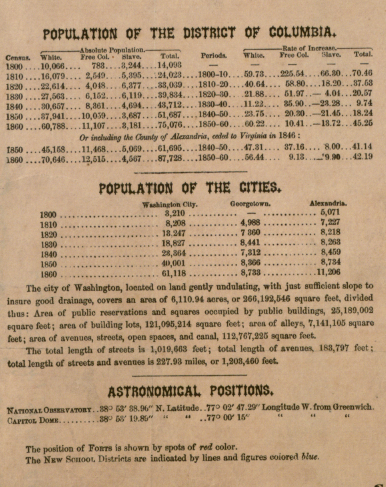 POPULATION OF THE DISTRICT OF COLUMBIA.
Absolute Population. Rate of Increase.
Census. White. Free Col. Slave. Total. Periods. White. Free Col. Slave. Total.
1800....10,066....783....3,244....14,093 — — — — —
1810....16,079....2,549....5,395....24,023....1800-10....59.73....225.54....66.30....70.46
1820....22,614....4,048....6,377....33,039....1810-20....40.64....58.80....18.20....37.53
1830....27,563....6,152....6,119....39,834....1820-30....21.88....51.97....—4.04....20.57
1840....30,657....8,361....4,694....43,712....1830-40....11.22....35.90....—23.28....9.74
1850....37,941....10,059....3,687....51,687....1840-50....23.75....20.30....—21.45....18.24
1860....60,788....11,107....3,181....75,076....1850-60....60.22....10.41....—13.72....45.25
Or including the County of Alexandria, ceded to Virginia in 1846:
1850....45,158....11,468....5,069....61,695....1840-50....47.31....37.16....8.00....41.14
1860....70,646....12,515....4,567....87,728....1850-60....56.44....9.13....42.19
POPULATION OF THE CITIES.
Washington City. Georgetown. Alexandria.
1800 3,210 — 5,071
1810 8,208 4,988 7,227
1820 13,247 7 360 8,218
1830 18,827 8,441 8,263
1840 23,364 7,312 8,459
1850 40,001 8,366 8,734
1860 61,118 8,733 11,206
The city of Washington, located on land gently undulating, with just sufficient slope to
insure good drainage, covers an area of 6,110.94 acres, or 266,192,546 square feet, divided
thus: Area of public reservations and squares occupied by public buildings, 25,189,002
square feet; area of building lots, 121,095,214 square feet; area of alleys, 7,141,105 square
feet; area of avenues, streets, open spaces, and canal, 112,767,225 square feet.
The total length of streets is 1,019,663 feet; total length of avenues, 183,797 feet;
total length of streets and avenues is 227.93 miles, or 1,203,460 feet.
ASTRONOMICAL POSITIONS.
NATIONAL OBSERVATORY..38° 53' 38.96" N. Latitude..77° 02' 47.29" Longitude W. from Greenwich.
CAPITOL DOME..........38° 53' 19.89" " " ..77° 00' 15" " " "
The position of FORTS is shown by spots of red color.
The NEW SCHOOL Districts are indicated by lines and figures colored blue.